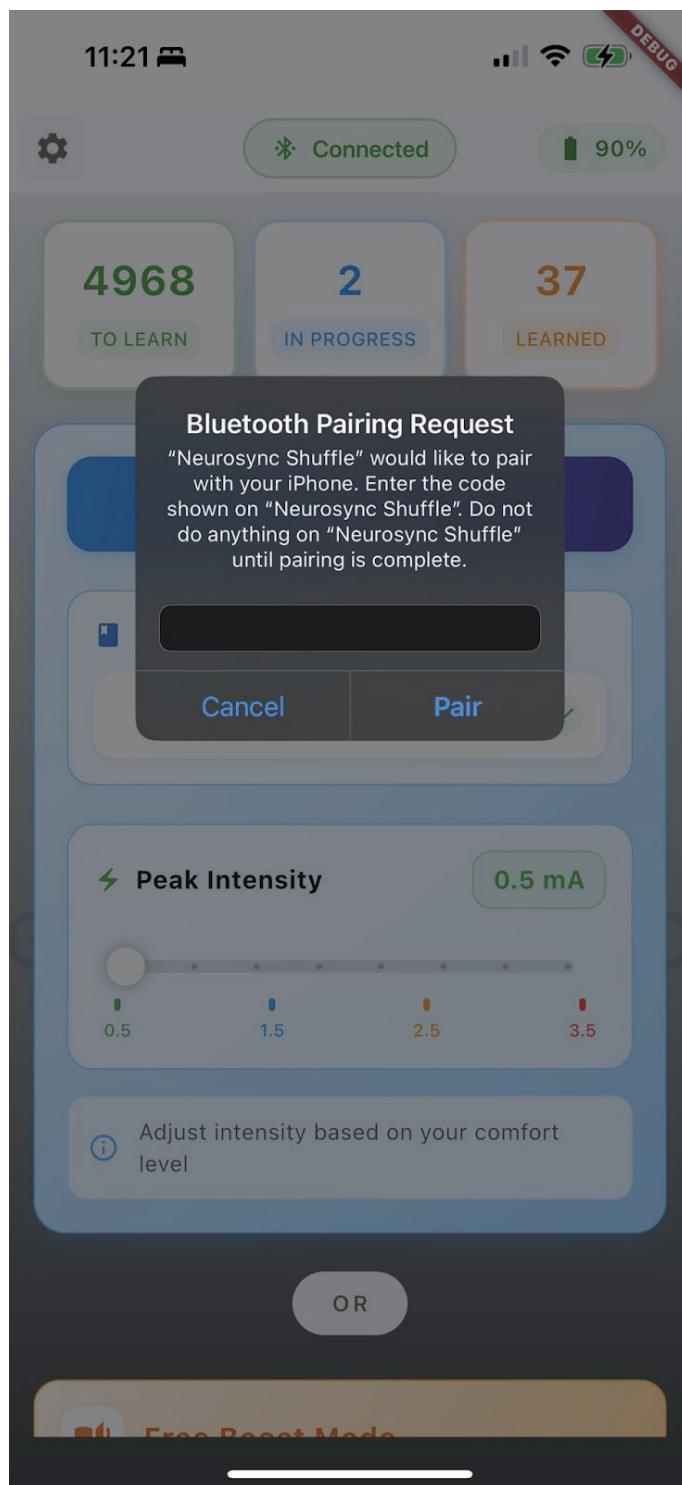 11:21
DEBUG
Connected
90%
4968
2
37
TO LEARN
IN PROGRESS
LEARNED
Bluetooth Pairing Request
“Neurosync Shuffle” would like to pair
with your iPhone. Enter the code
shown on “Neurosync Shuffle”. Do not
do anything on “Neurosync Shuffle”
until pairing is complete.
Cancel
Pair
Peak Intensity
0.5 mA
0.5
1.5
2.5
3.5
Adjust intensity based on your comfort
level
OR
Free Boost Mode